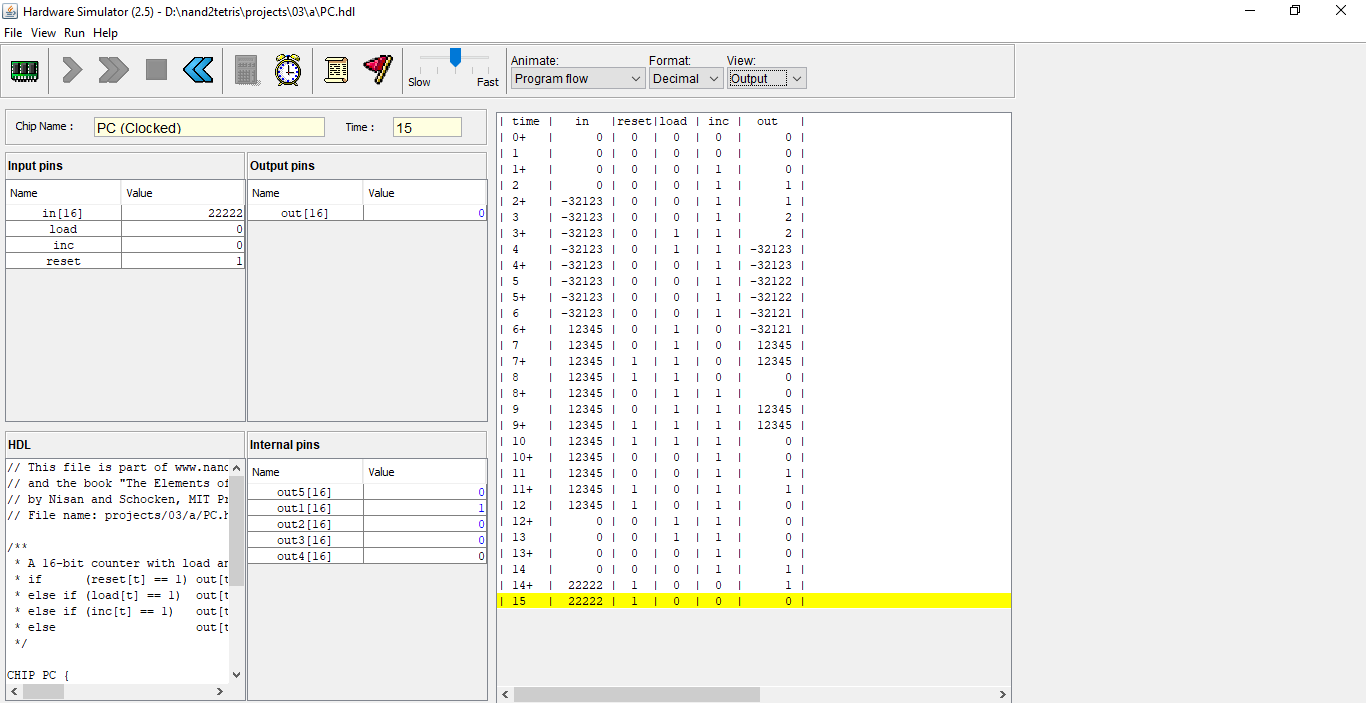 Hardware Simulator (2.5) - D:\nand2tetris\projects\03\a\PC.hdl
File View Run Help
Slow Fast
Animate: Format: View:
Program flow Decimal Output
Chip Name : PC (Clocked) Time : 15
Input pins
Name Value
in[16] 22222
load 0
inc 0
reset 1
Output pins
Name Value
out[16] 0
HDL
// This file is part of www.nand
// and the book "The Elements of
// by Nisan and Schocken, MIT Pr
// File name: projects/03/a/PC.h
/**
* A 16-bit counter with load an
* if (reset[t] == 1) out[t
* else if (load[t] == 1) out[t
* else if (inc[t] == 1) out[t
* else out[t
*/
CHIP PC {
Internal pins
Name Value
out5[16] 0
out1[16] 1
out2[16] 0
out3[16] 0
out4[16] 0
| time | in |reset|load | inc | out |
| 0+ | 0 | 0 | 0 | 0 | 0 |
| 1 | 0 | 0 | 0 | 0 | 0 |
| 1+ | 0 | 0 | 0 | 1 | 0 |
| 2 | 0 | 0 | 0 | 1 | 1 |
| 2+ | -32123 | 0 | 0 | 1 | 1 |
| 3 | -32123 | 0 | 0 | 1 | 2 |
| 3+ | -32123 | 0 | 1 | 1 | 2 |
| 4 | -32123 | 0 | 1 | 1 | -32123 |
| 4+ | -32123 | 0 | 0 | 1 | -32123 |
| 5 | -32123 | 0 | 0 | 1 | -32122 |
| 5+ | -32123 | 0 | 0 | 1 | -32122 |
| 6 | -32123 | 0 | 0 | 1 | -32121 |
| 6+ | 12345 | 0 | 1 | 0 | -32121 |
| 7 | 12345 | 0 | 1 | 0 | 12345 |
| 7+ | 12345 | 1 | 1 | 0 | 12345 |
| 8 | 12345 | 1 | 1 | 0 | 0 |
| 8+ | 12345 | 0 | 1 | 1 | 0 |
| 9 | 12345 | 0 | 1 | 1 | 12345 |
| 9+ | 12345 | 1 | 1 | 1 | 12345 |
| 10 | 12345 | 1 | 1 | 1 | 0 |
| 10+ | 12345 | 0 | 0 | 1 | 0 |
| 11 | 12345 | 0 | 0 | 1 | 1 |
| 11+ | 12345 | 1 | 0 | 1 | 1 |
| 12 | 12345 | 1 | 0 | 1 | 0 |
| 12+ | 0 | 0 | 1 | 1 | 0 |
| 13 | 0 | 0 | 1 | 1 | 0 |
| 13+ | 0 | 0 | 0 | 1 | 0 |
| 14 | 0 | 0 | 0 | 1 | 1 |
| 14+ | 22222 | 1 | 0 | 0 | 1 |
| 15 | 22222 | 1 | 0 | 0 | 0 |